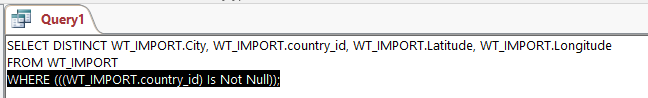 Query1
SELECT DISTINCT WT_IMPORT.City, WT_IMPORT.country_id, WT_IMPORT.Latitude, WT_IMPORT.Longitude
FROM WT_IMPORT
WHERE (((WT_IMPORT.country_id) Is Not Null));